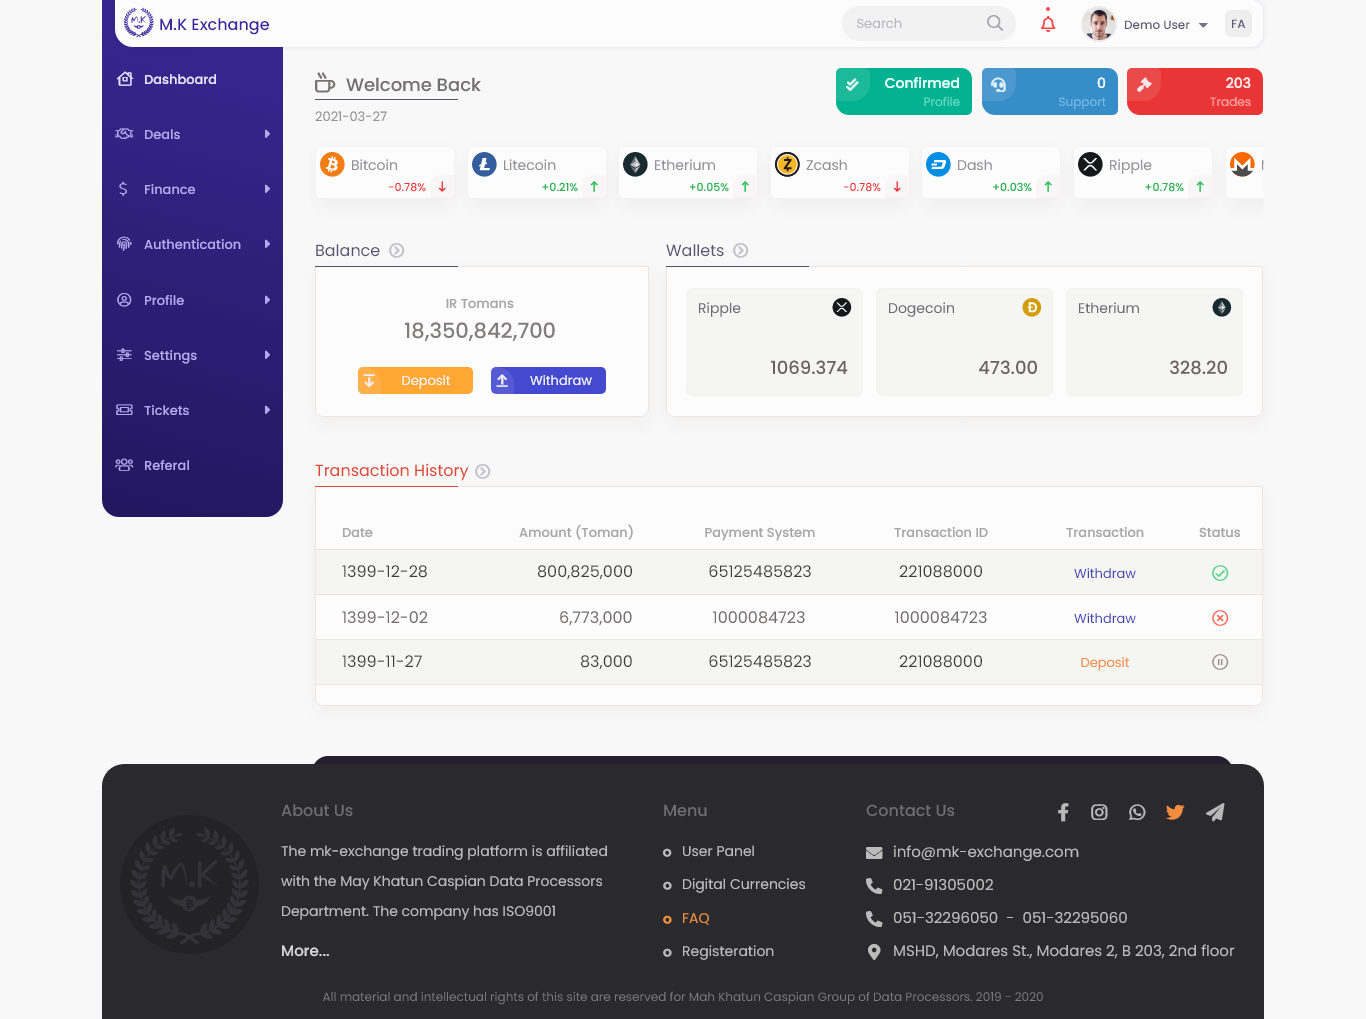 M.K Exchange
Search
Demo User
FA
Dashboard
Deals
Finance
Authentication
Profile
Settings
Tickets
Referal
Welcome Back
2021-03-27
Confirmed
Profile
0
Support
203
Trades
Bitcoin
-0.78%
Litecoin
+0.21%
Etherium
+0.05%
Zcash
-0.78%
Dash
+0.03%
Ripple
+0.78%
Balance
IR Tomans
18,350,842,700
Deposit
Withdraw
Wallets
Ripple
1069.374
Dogecoin
473.00
Etherium
328.20
Transaction History
Date Amount (Toman) Payment System Transaction ID Transaction Status
1399-12-28 800,825,000 65125485823 221088000 Withdraw
1399-12-02 6,773,000 1000084723 1000084723 Withdraw
1399-11-27 83,000 65125485823 221088000 Deposit
M.K
About Us
The mk-exchange trading platform is affiliated
with the May Khatun Caspian Data Processors
Department. The company has ISO9001
More...
Menu
User Panel
Digital Currencies
FAQ
Registeration
Contact Us
info@mk-exchange.com
021-91305002
051-32296050 - 051-32295060
MSHD, Modares St., Modares 2, B 203, 2nd floor
All material and intellectual rights of this site are reserved for Mah Khatun Caspian Group of Data Processors. 2019 - 2020